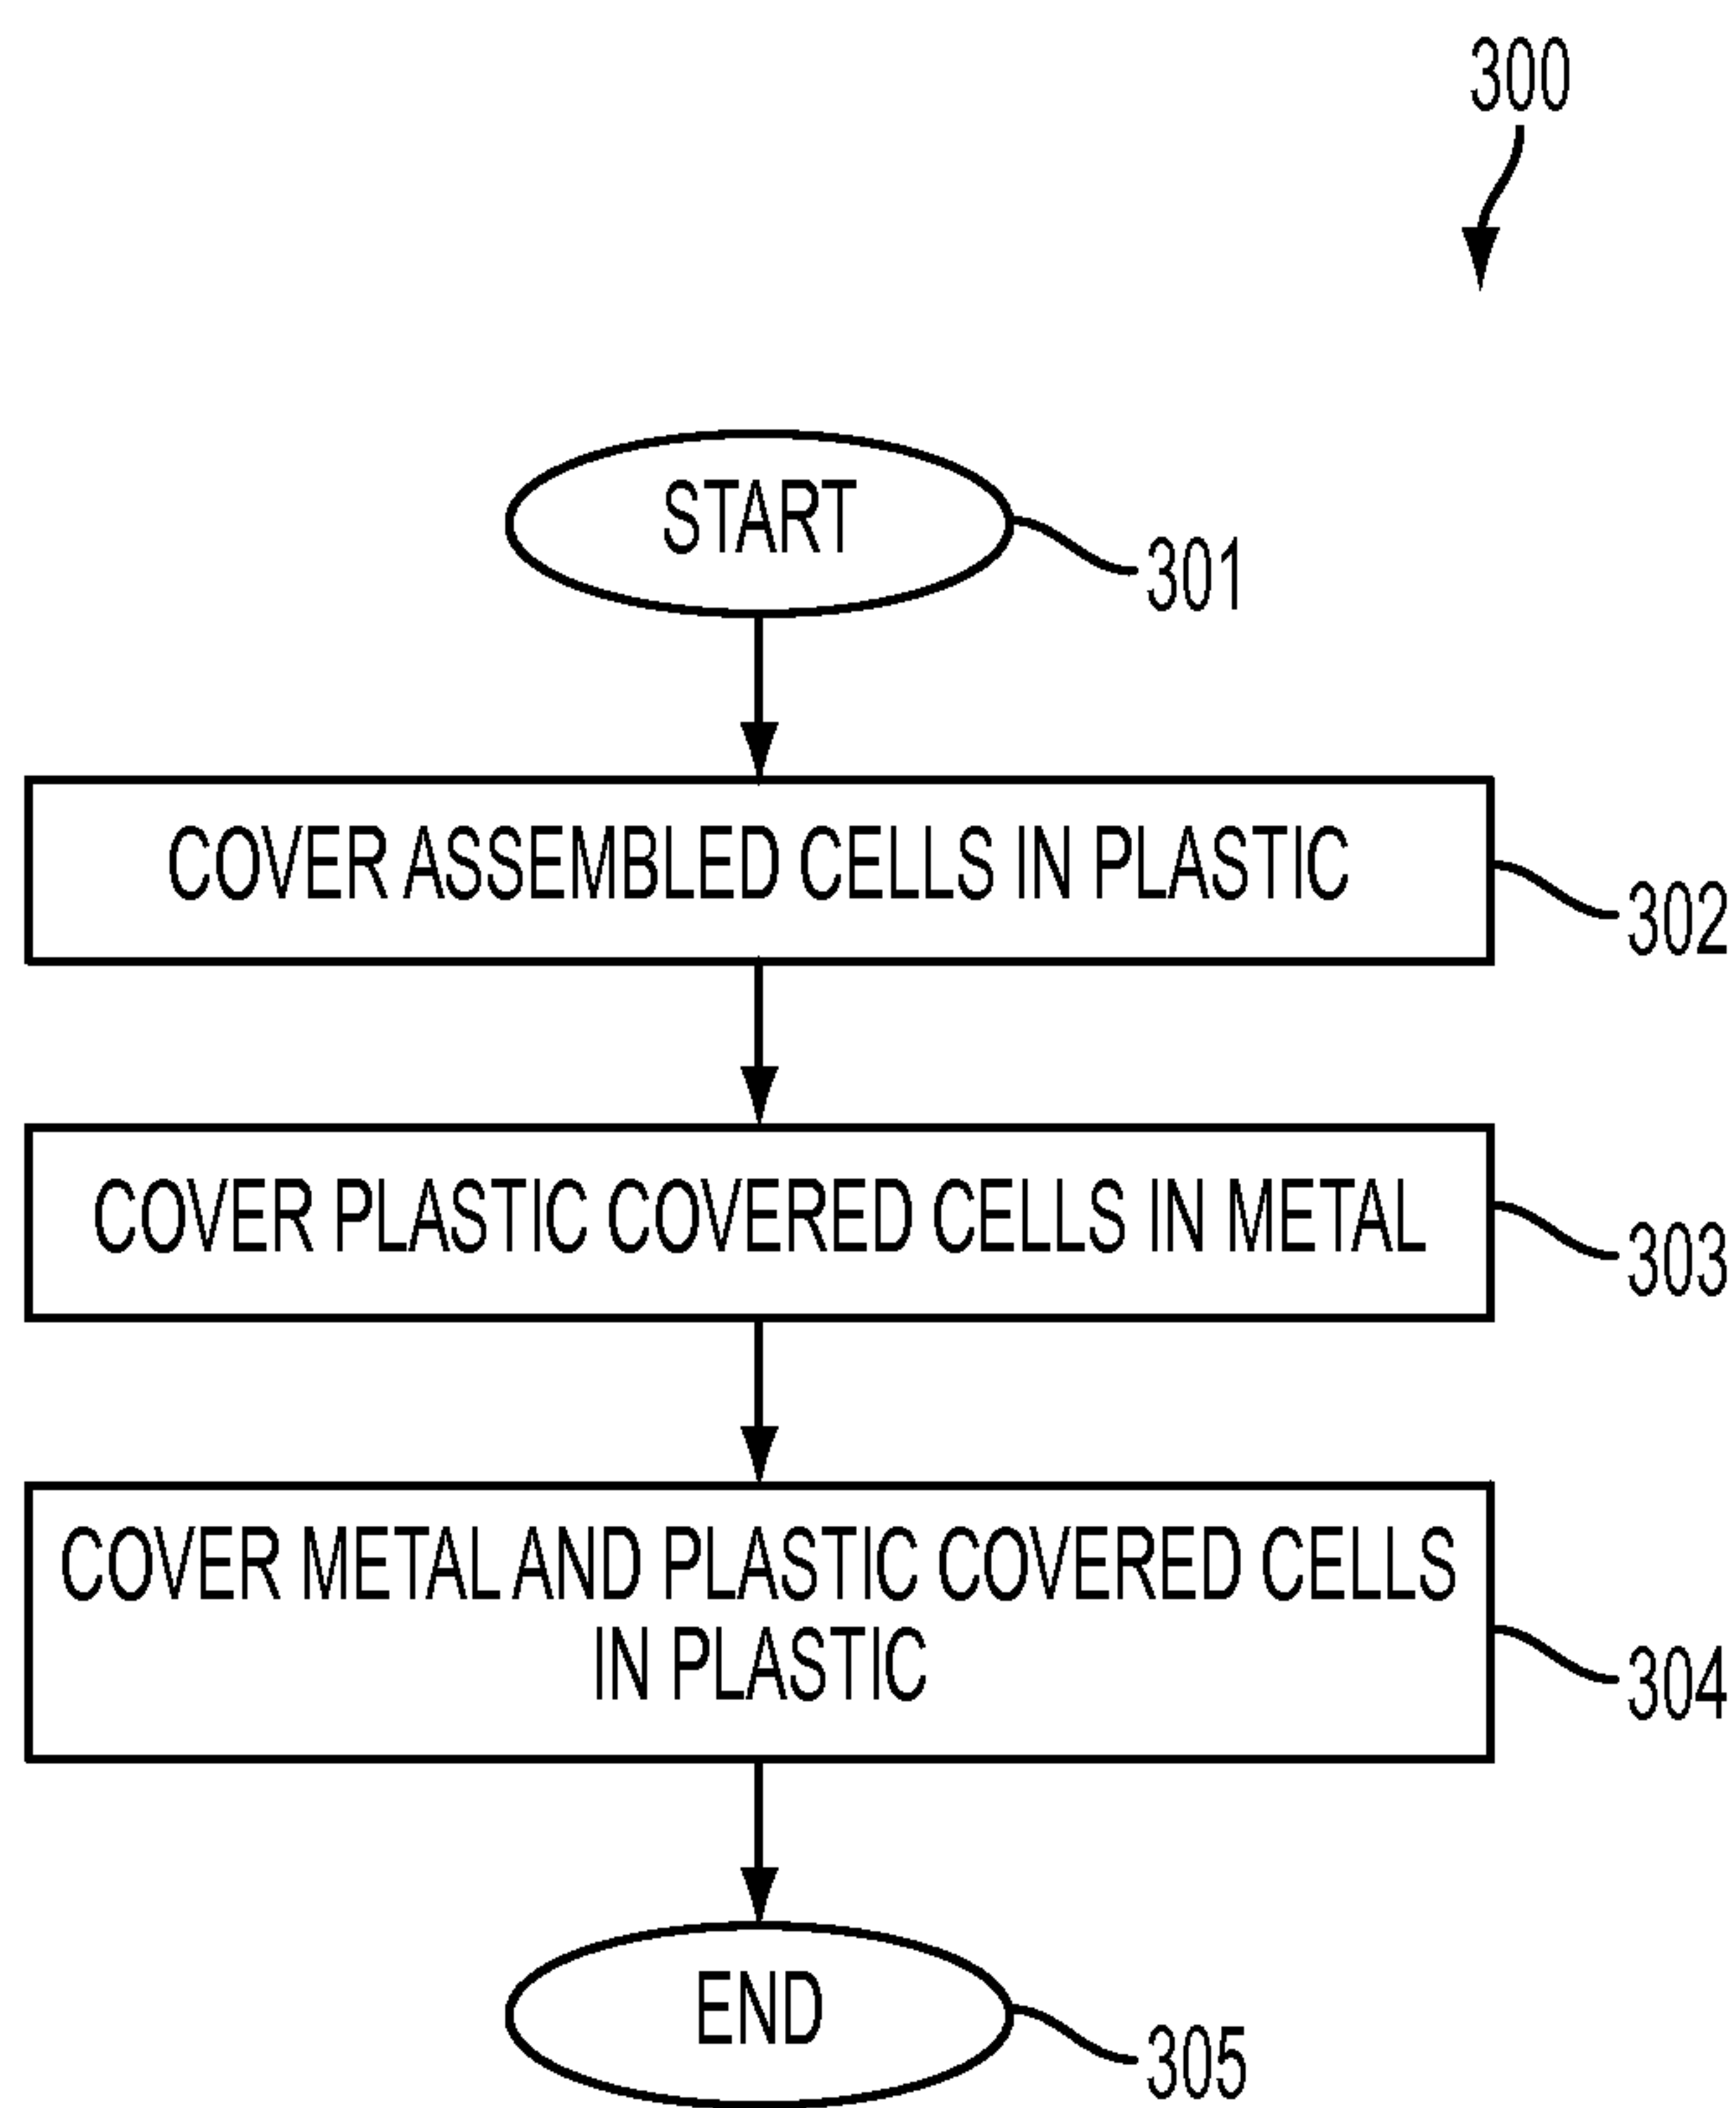 300
START
301
COVER ASSEMBLED CELLS IN PLASTIC
302
COVER PLASTIC COVERED CELLS IN METAL
303
COVER METAL AND PLASTIC COVERED CELLS
IN PLASTIC
304
END
305